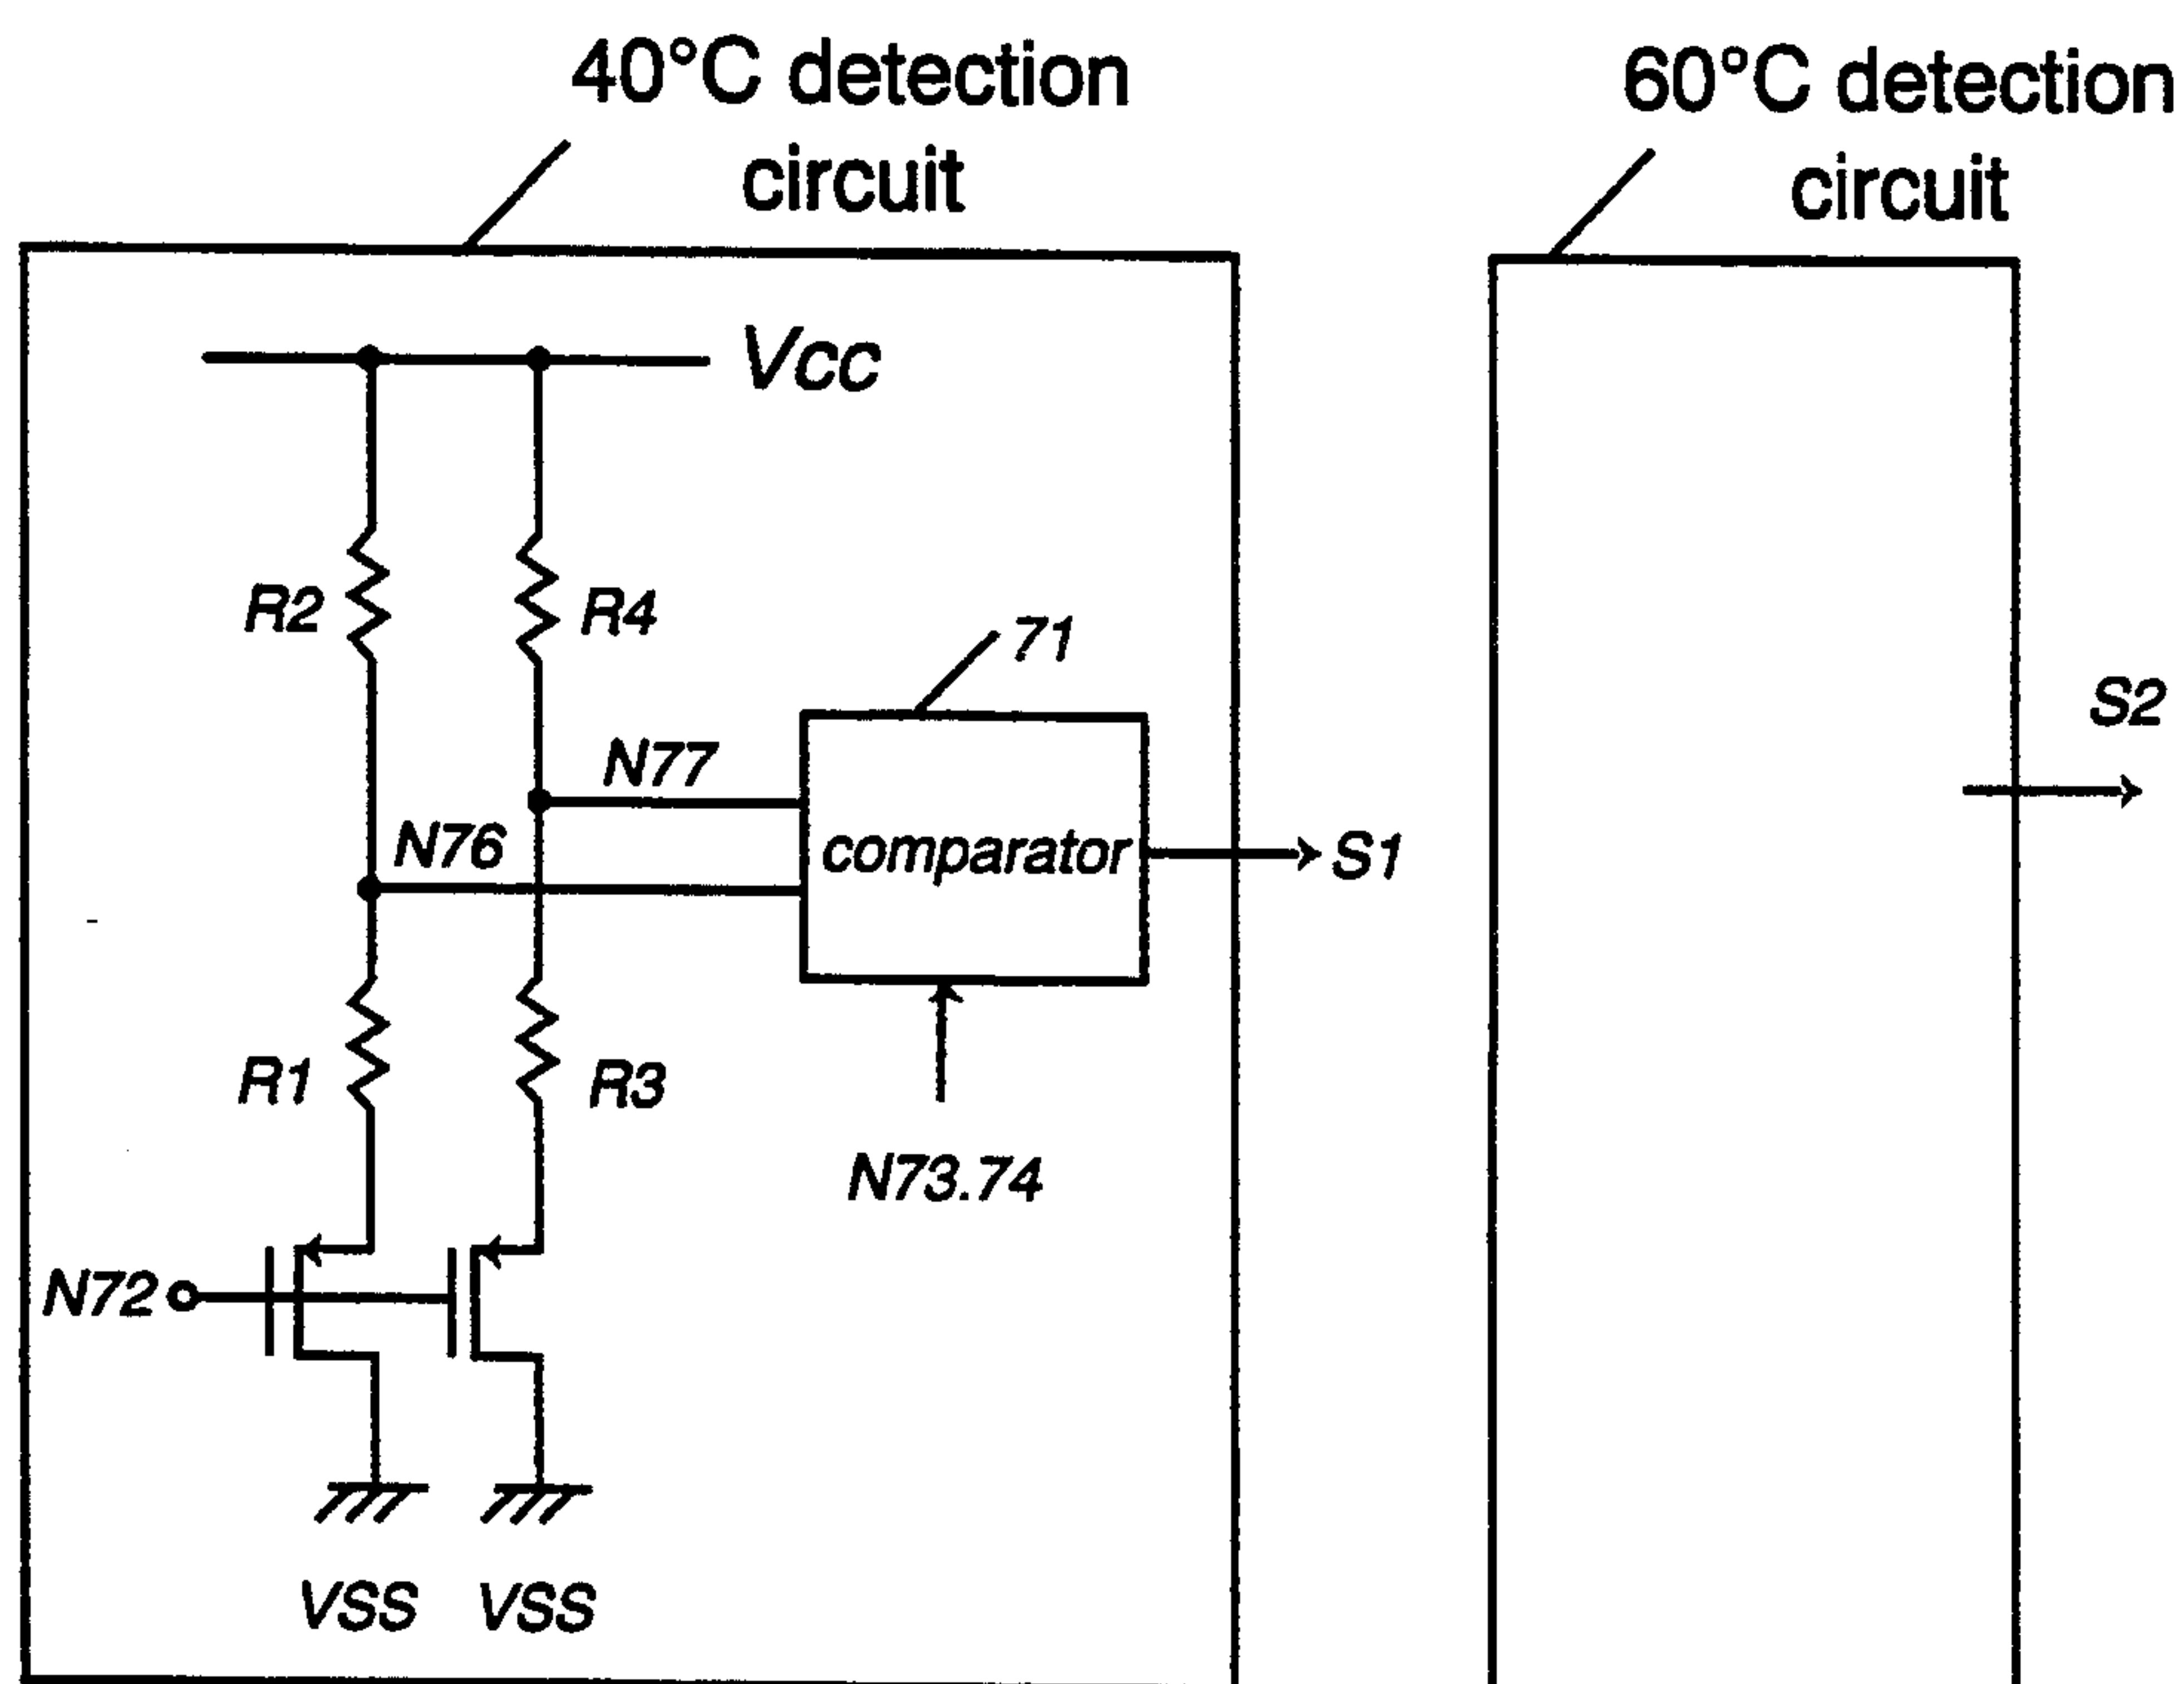 40°C detection
circuit
60°C detection
circuit
Vcc
R2
R4
71
S2
N77
N76
comparator
S1
R1
R3
N73.74
N72
VSS
VSS